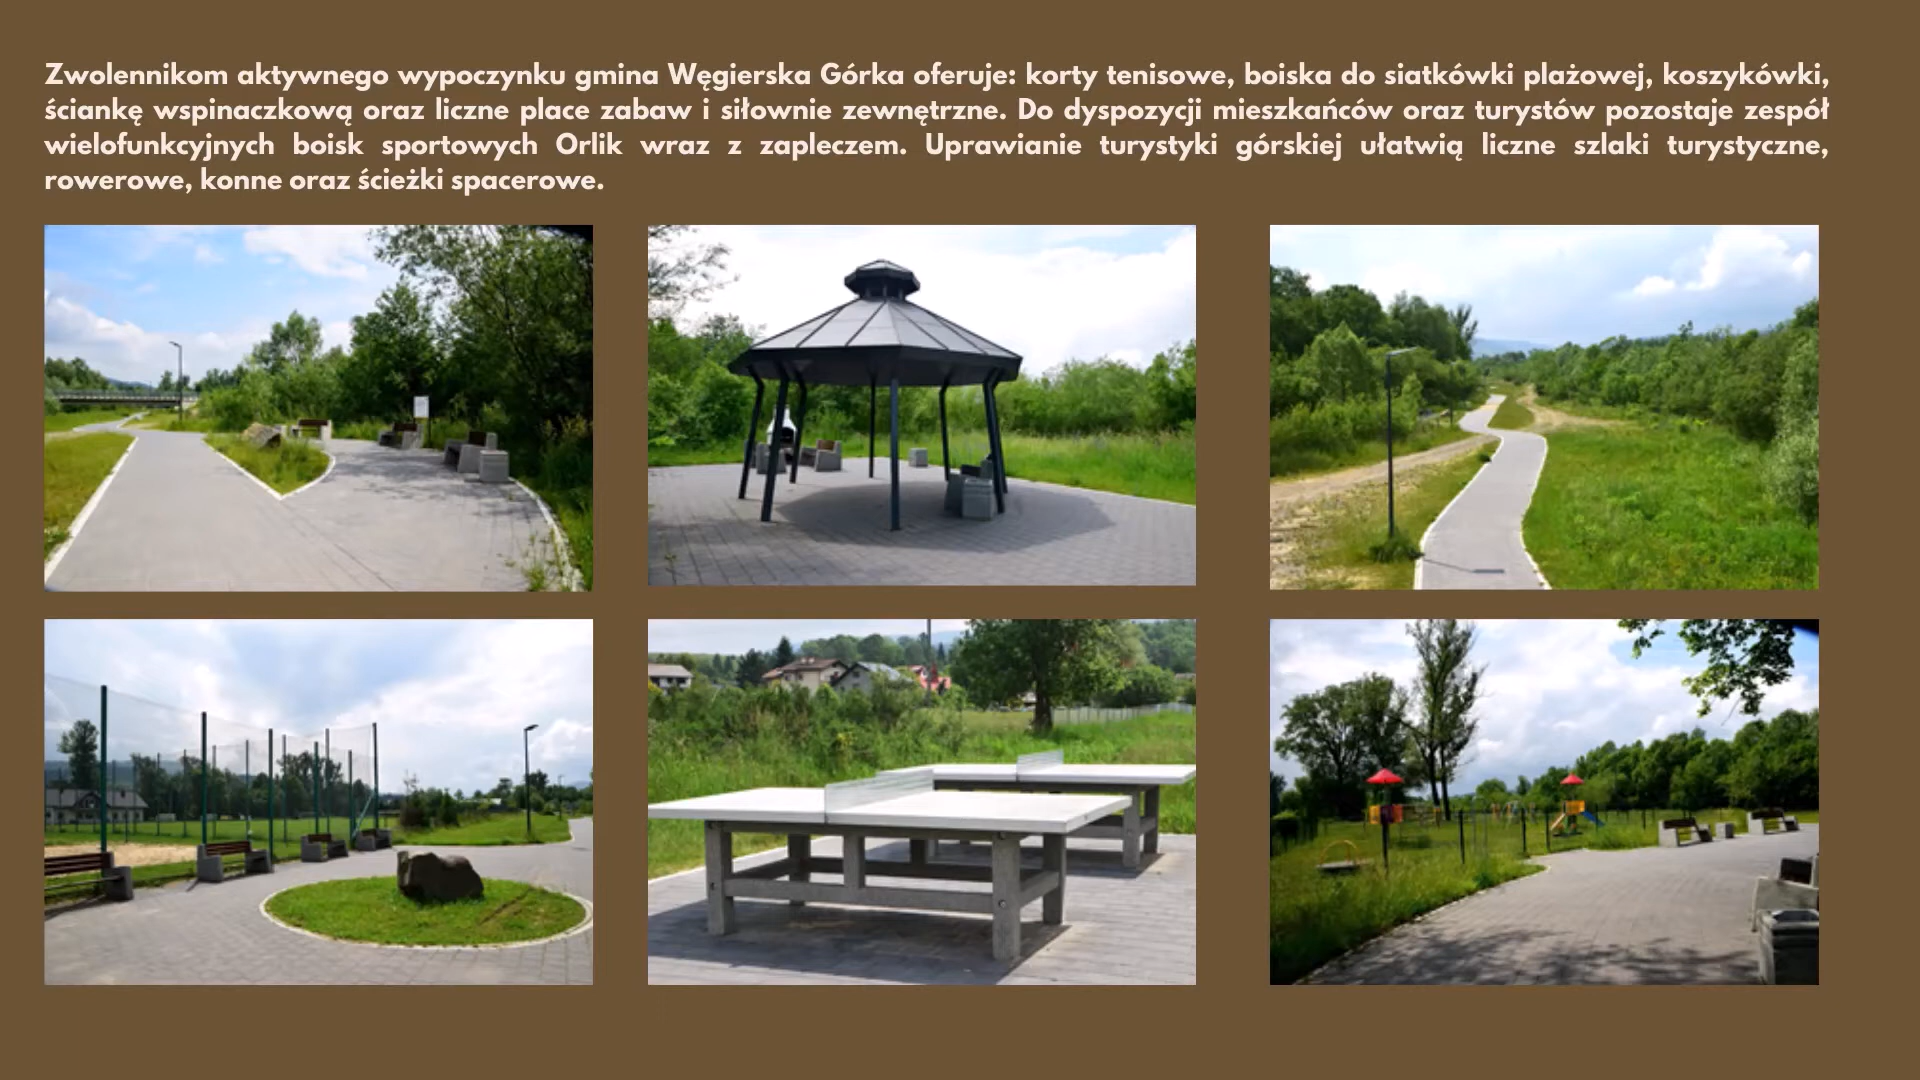 Zwolennikom aktywnego wypoczynku gmina Węgierska Górka oferuje: korty tenisowe, boiska do siatkówki plażowej, koszykówki,
ściankę wspinaczkową oraz liczne place zabaw i siłownie zewnętrzne. Do dyspozycji mieszkańców oraz turystów pozostaje zespół
wielofunkcyjnych boisk sportowych Orlik wraz z zapleczem. Uprawianie turystyki górskiej ułatwią liczne szlaki turystyczne,
rowerowe, konne oraz ścieżki spacerowe.